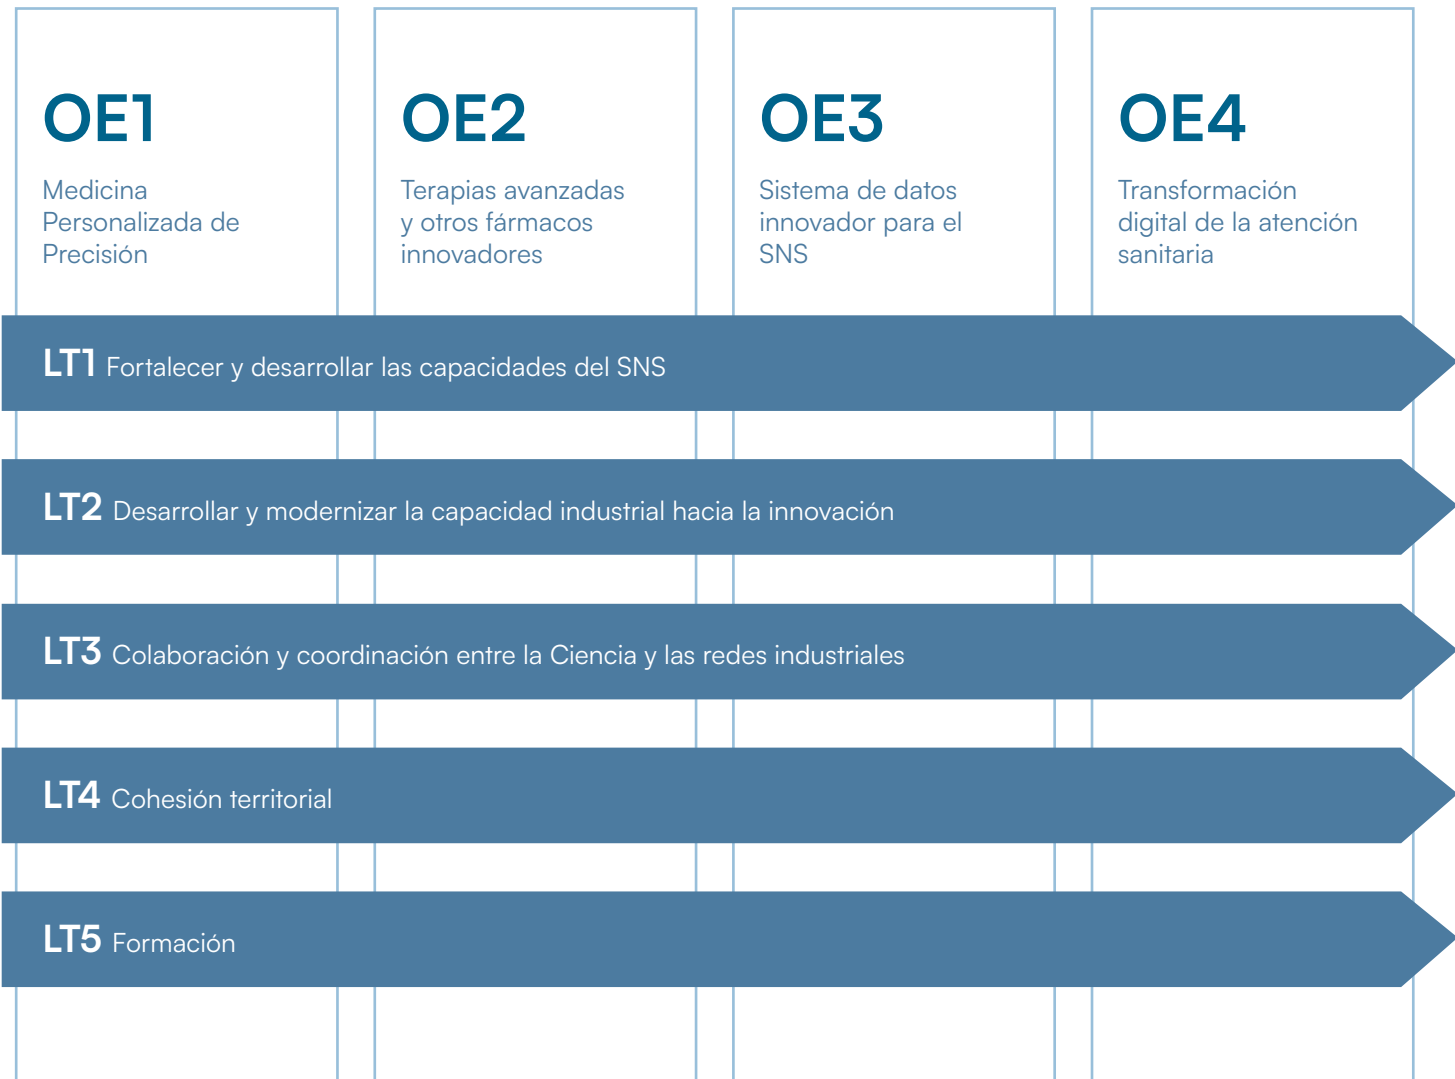 OE1
Medicina
Personalizada de
Precisión
OE2
Terapias avanzadas
y otros fármacos
innovadores
OE3
Sistema de datos
innovador para el
SNS
OE4
Transformación
digital de la atención
sanitaria
LT1 Fortalecer y desarrollar las capacidades del SNS
LT2 Desarrollar y modernizar la capacidad industrial hacia la innovación
LT3 Colaboración y coordinación entre la Ciencia y las redes industriales
LT4 Cohesión territorial
LT5 Formación